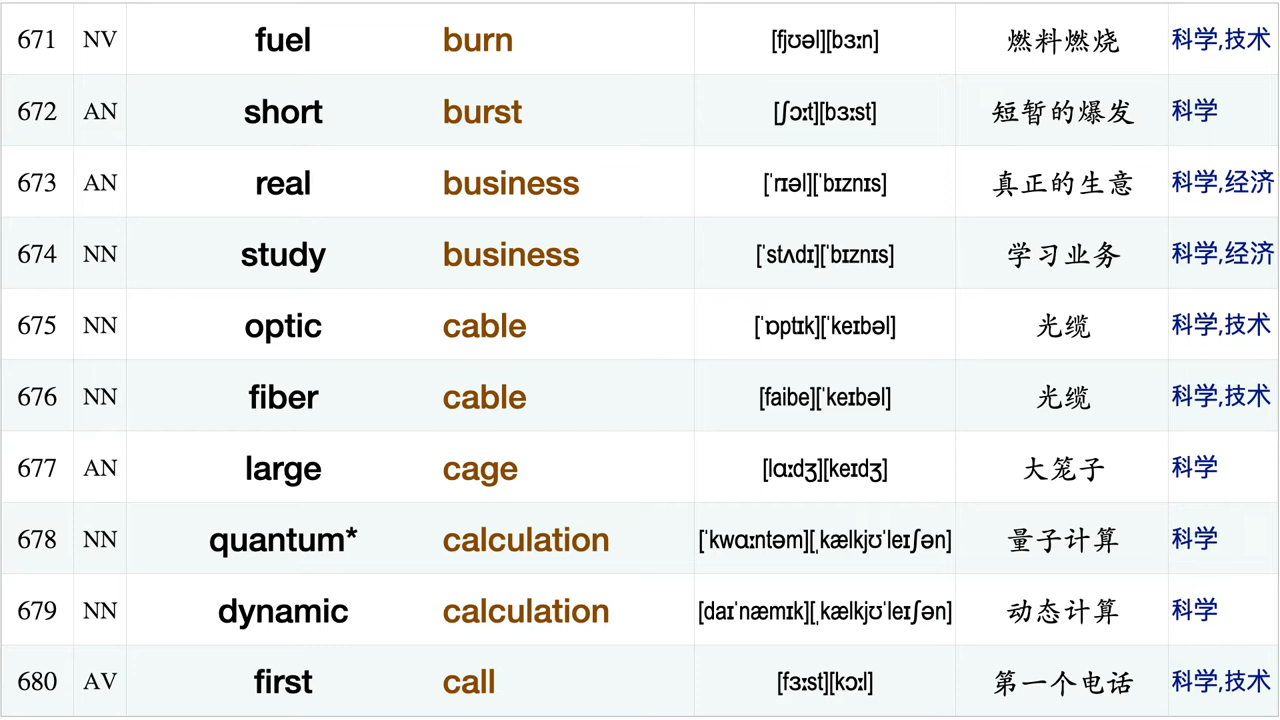 671 NV fuel burn [fjʊəl][bɜːn] 燃料燃烧 科学,技术
672 AN short burst [ʃɔːt][bɜːst] 短暂的爆发 科学
673 AN real business [ˈrɪəl][ˈbɪznɪs] 真正的生意 科学,经济
674 NN study business [ˈstʌdɪ][ˈbɪznɪs] 学习业务 科学,经济
675 NN optic cable [ˈɒptɪk][ˈkeɪbəl] 光缆 科学,技术
676 NN fiber cable [faibe][ˈkeɪbəl] 光缆 科学,技术
677 AN large cage [lɑːdʒ][keɪdʒ] 大笼子 科学
678 NN quantum* calculation [ˈkwɑːntəm][ˌkælkjʊˈleɪʃən] 量子计算 科学
679 NN dynamic calculation [daɪˈnæmɪk][ˌkælkjʊˈleɪʃən] 动态计算 科学
680 AV first call [fɜːst][kɔːl] 第一个电话 科学,技术